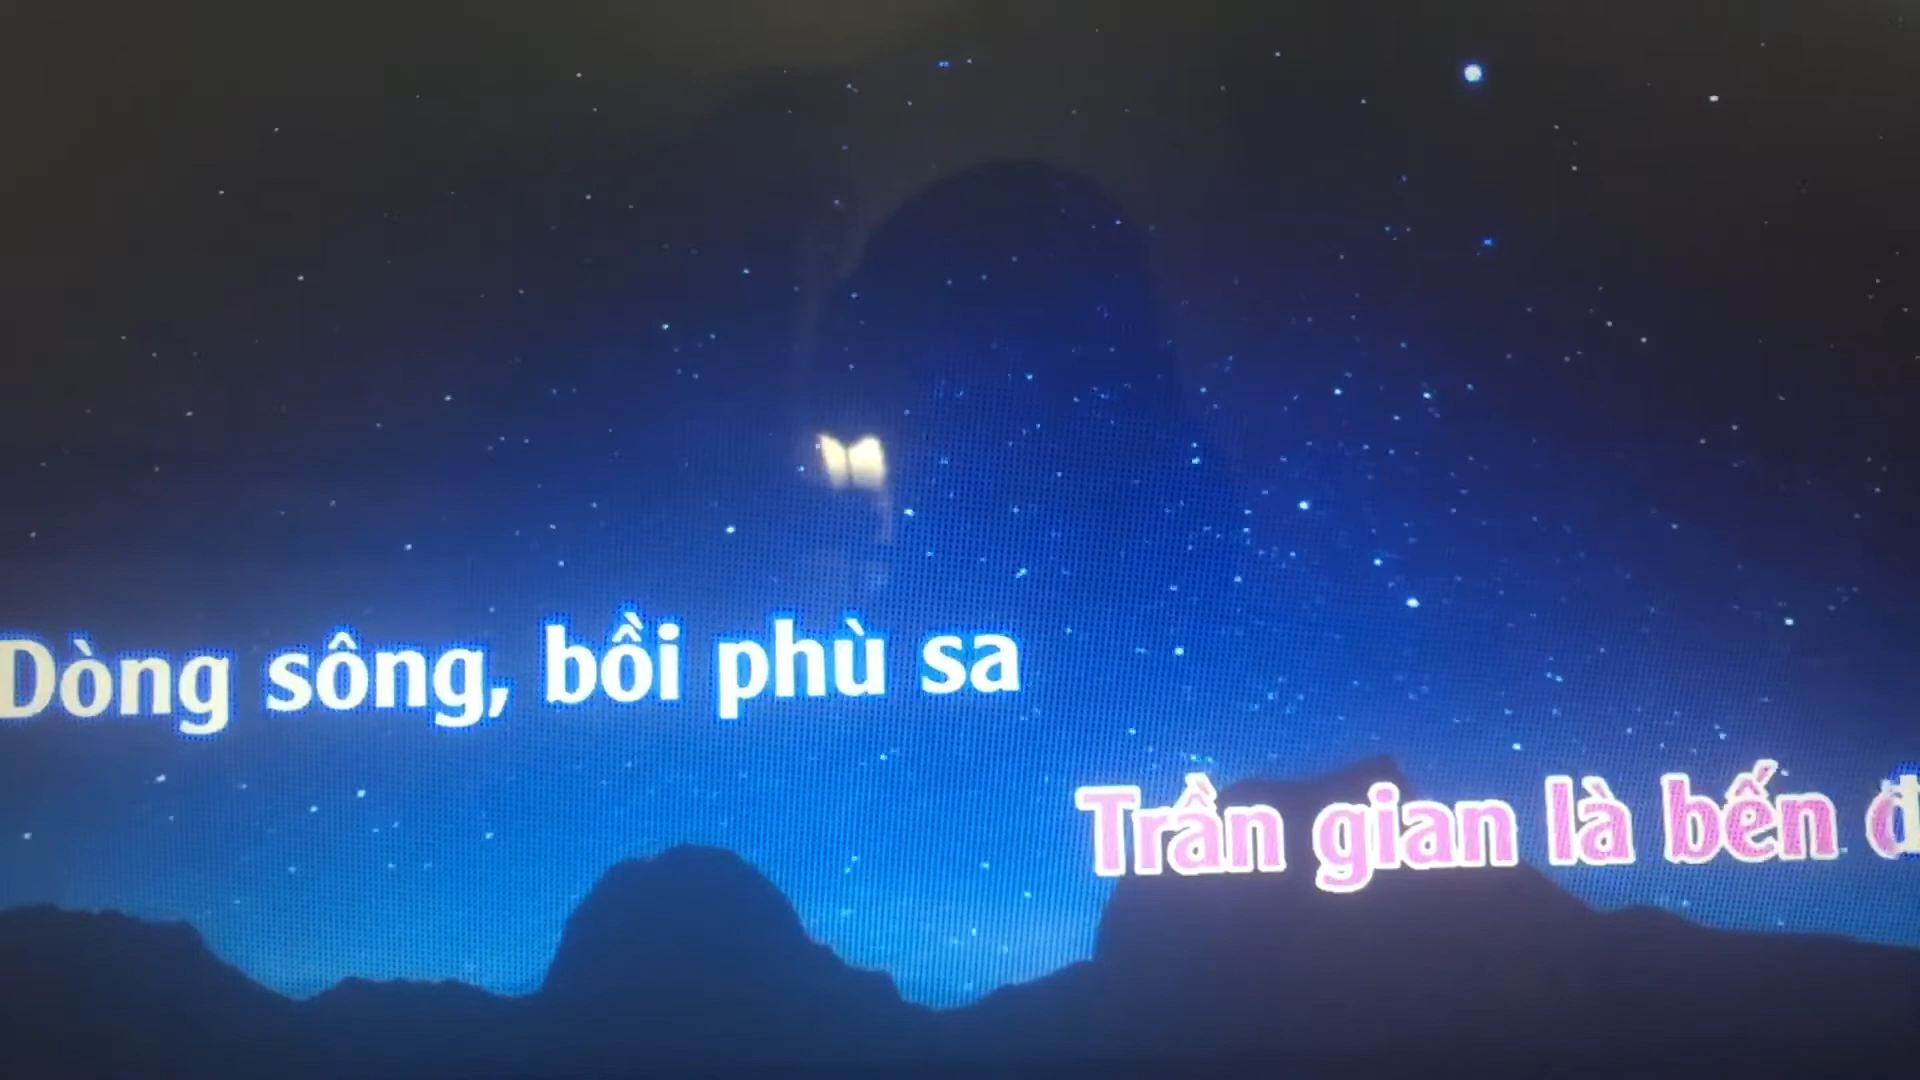 Dòng sông, bồi phù sa
Trần gian là bến